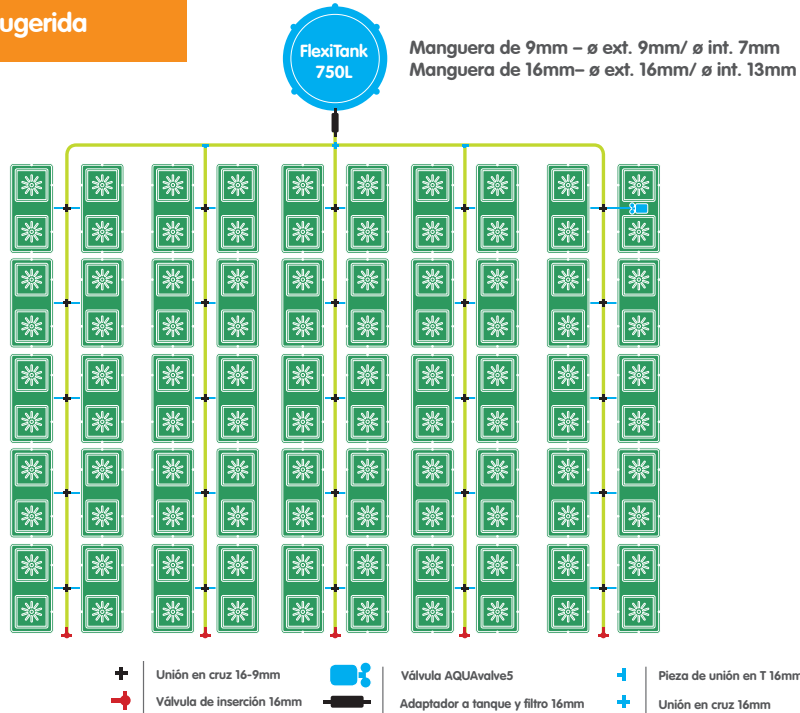 ugerida
FlexiTank
750L
Manguera de 9mm – ø ext. 9mm/ ø int. 7mm
Manguera de 16mm– ø ext. 16mm/ ø int. 13mm
Unión en cruz 16-9mm
Válvula AQUAvalve5
Pieza de unión en T 16mm
Válvula de inserción 16mm
Adaptador a tanque y filtro 16mm
Unión en cruz 16mm